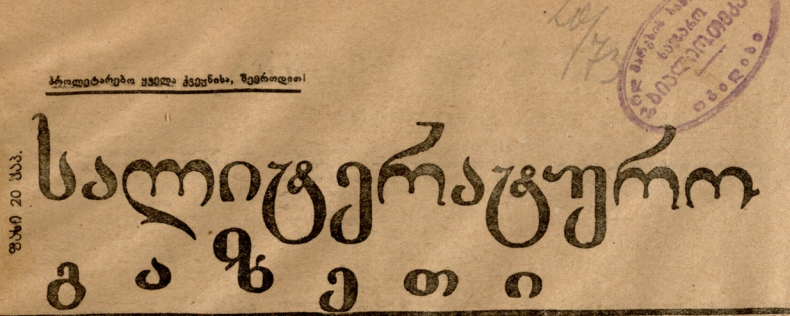 პროლეტარებო ყველა ქვეყნისა, შეერთდით!
სალიტერატურო
გაზეთი
ფასი 20 კაპ.